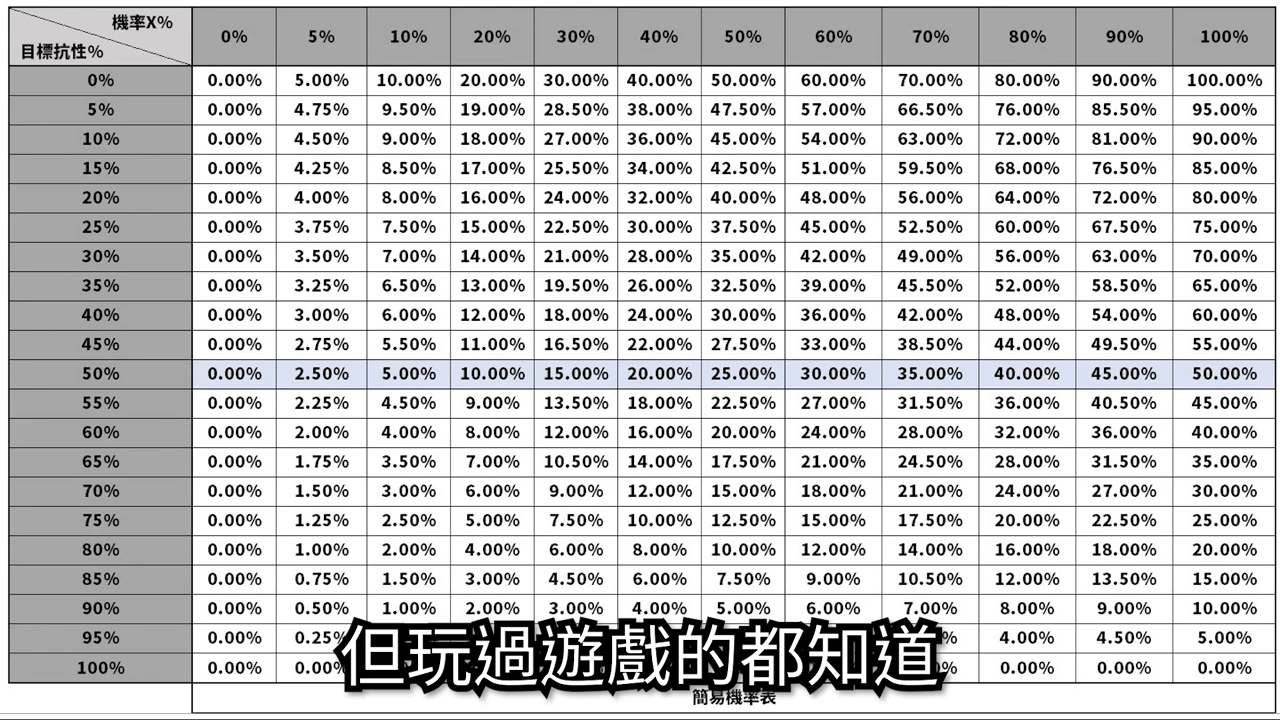 機率X%
目標抗性%
0% 5% 10% 20% 30% 40% 50% 60% 70% 80% 90% 100%
0% 0.00% 5.00% 10.00% 20.00% 30.00% 40.00% 50.00% 60.00% 70.00% 80.00% 90.00% 100.00%
5% 0.00% 4.75% 9.50% 19.00% 28.50% 38.00% 47.50% 57.00% 66.50% 76.00% 85.50% 95.00%
10% 0.00% 4.50% 9.00% 18.00% 27.00% 36.00% 45.00% 54.00% 63.00% 72.00% 81.00% 90.00%
15% 0.00% 4.25% 8.50% 17.00% 25.50% 34.00% 42.50% 51.00% 59.50% 68.00% 76.50% 85.00%
20% 0.00% 4.00% 8.00% 16.00% 24.00% 32.00% 40.00% 48.00% 56.00% 64.00% 72.00% 80.00%
25% 0.00% 3.75% 7.50% 15.00% 22.50% 30.00% 37.50% 45.00% 52.50% 60.00% 67.50% 75.00%
30% 0.00% 3.50% 7.00% 14.00% 21.00% 28.00% 35.00% 42.00% 49.00% 56.00% 63.00% 70.00%
35% 0.00% 3.25% 6.50% 13.00% 19.50% 26.00% 32.50% 39.00% 45.50% 52.00% 58.50% 65.00%
40% 0.00% 3.00% 6.00% 12.00% 18.00% 24.00% 30.00% 36.00% 42.00% 48.00% 54.00% 60.00%
45% 0.00% 2.75% 5.50% 11.00% 16.50% 22.00% 27.50% 33.00% 38.50% 44.00% 49.50% 55.00%
50% 0.00% 2.50% 5.00% 10.00% 15.00% 20.00% 25.00% 30.00% 35.00% 40.00% 45.00% 50.00%
55% 0.00% 2.25% 4.50% 9.00% 13.50% 18.00% 22.50% 27.00% 31.50% 36.00% 40.50% 45.00%
60% 0.00% 2.00% 4.00% 8.00% 12.00% 16.00% 20.00% 24.00% 28.00% 32.00% 36.00% 40.00%
65% 0.00% 1.75% 3.50% 7.00% 10.50% 14.00% 17.50% 21.00% 24.50% 28.00% 31.50% 35.00%
70% 0.00% 1.50% 3.00% 6.00% 9.00% 12.00% 15.00% 18.00% 21.00% 24.00% 27.00% 30.00%
75% 0.00% 1.25% 2.50% 5.00% 7.50% 10.00% 12.50% 15.00% 17.50% 20.00% 22.50% 25.00%
80% 0.00% 1.00% 2.00% 4.00% 6.00% 8.00% 10.00% 12.00% 14.00% 16.00% 18.00% 20.00%
85% 0.00% 0.75% 1.50% 3.00% 4.50% 6.00% 7.50% 9.00% 10.50% 12.00% 13.50% 15.00%
90% 0.00% 0.50% 1.00% 2.00% 3.00% 4.00% 5.00% 6.00% 7.00% 8.00% 9.00% 10.00%
95% 0.00% 0.25% 4.00% 4.50% 5.00%
100% 0.00% 0.00% 0.00% 0.00%
但玩過遊戲的都知道
簡易機率表